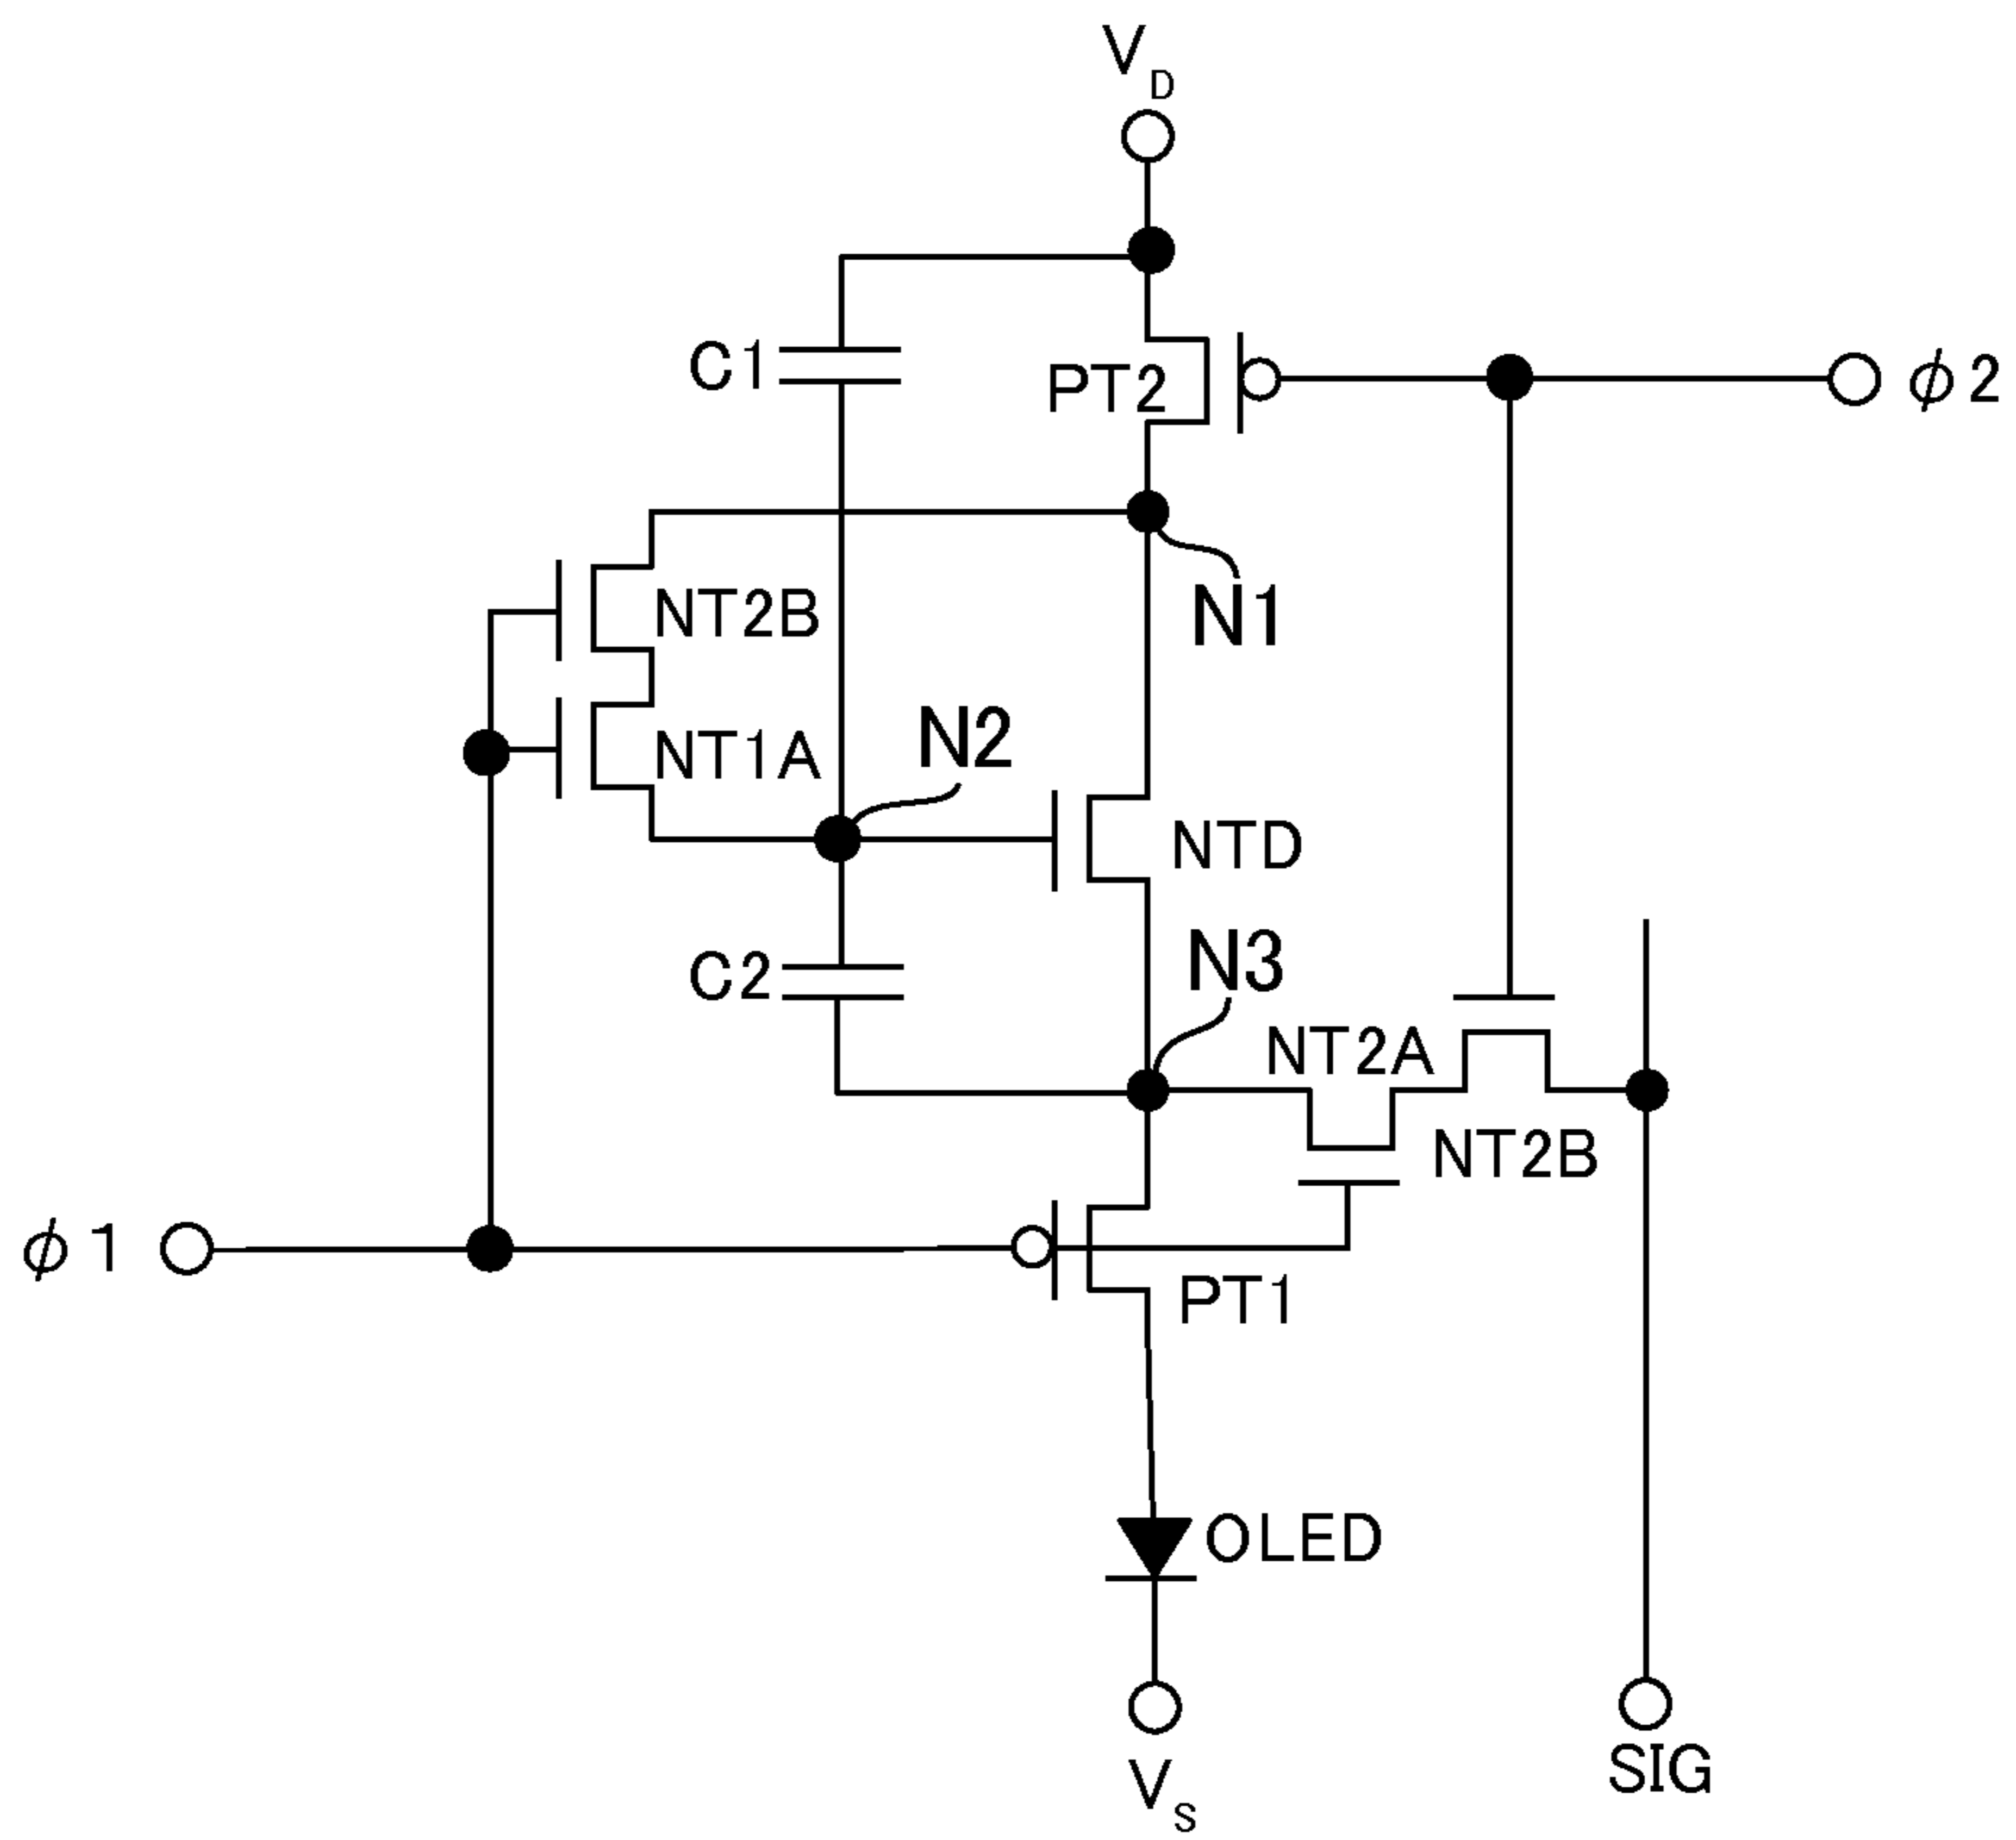 VD
C1
PT2
φ2
N1
NT2B
NT1A
N2
NTD
C2
N3
NT2A
NT2B
φ1
PT1
OLED
VS
SIG